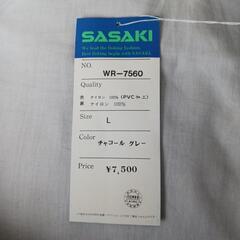 SASAKI
We lead the fishing fashion.
Best fishing begin with SASAKI.
NO.
WR-7560
Quality
表 ナイロン 100% (PVC加工)
裏 ナイロン 100%
Size
L
Color
チャコール グレー
Price
¥7,500